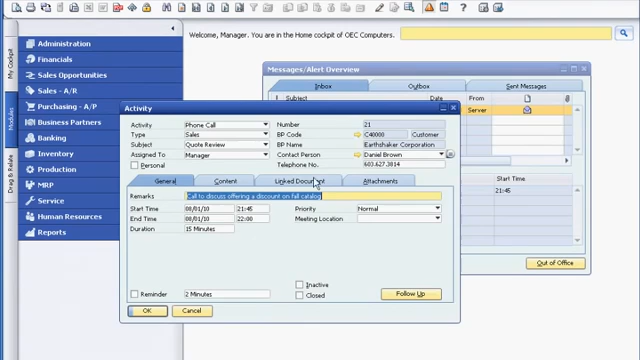 Welcome, Manager. You are in the Home cockpit of OEC Computers.
My Cockpit
Modules
Drag & Relate
Administration
Financials
Sales Opportunities
Sales - A/R
Purchasing - A/P
Business Partners
Banking
Inventory
Production
MRP
Service
Human Resources
Reports
Messages/Alert Overview
Inbox
Outbox
Sent Messages
Subject
Date
From
Server
Start Time
21:45
Out of Office
Activity
Activity Phone Call
Type Sales
Subject Quote Review
Assigned To Manager
Personal
Number 21
BP Code C40000 Customer
BP Name Earthshaker Corporation
Contact Person Daniel Brown
Telephone No. 603.627.3814
General
Content
Linked Document
Attachments
Remarks Call to discuss offering a discount on fall catalog
Start Time 08/01/10 21:45
End Time 08/01/10 22:00
Duration 15 Minutes
Priority Normal
Meeting Location
Reminder 2 Minutes
Inactive
Closed
Follow Up
OK
Cancel